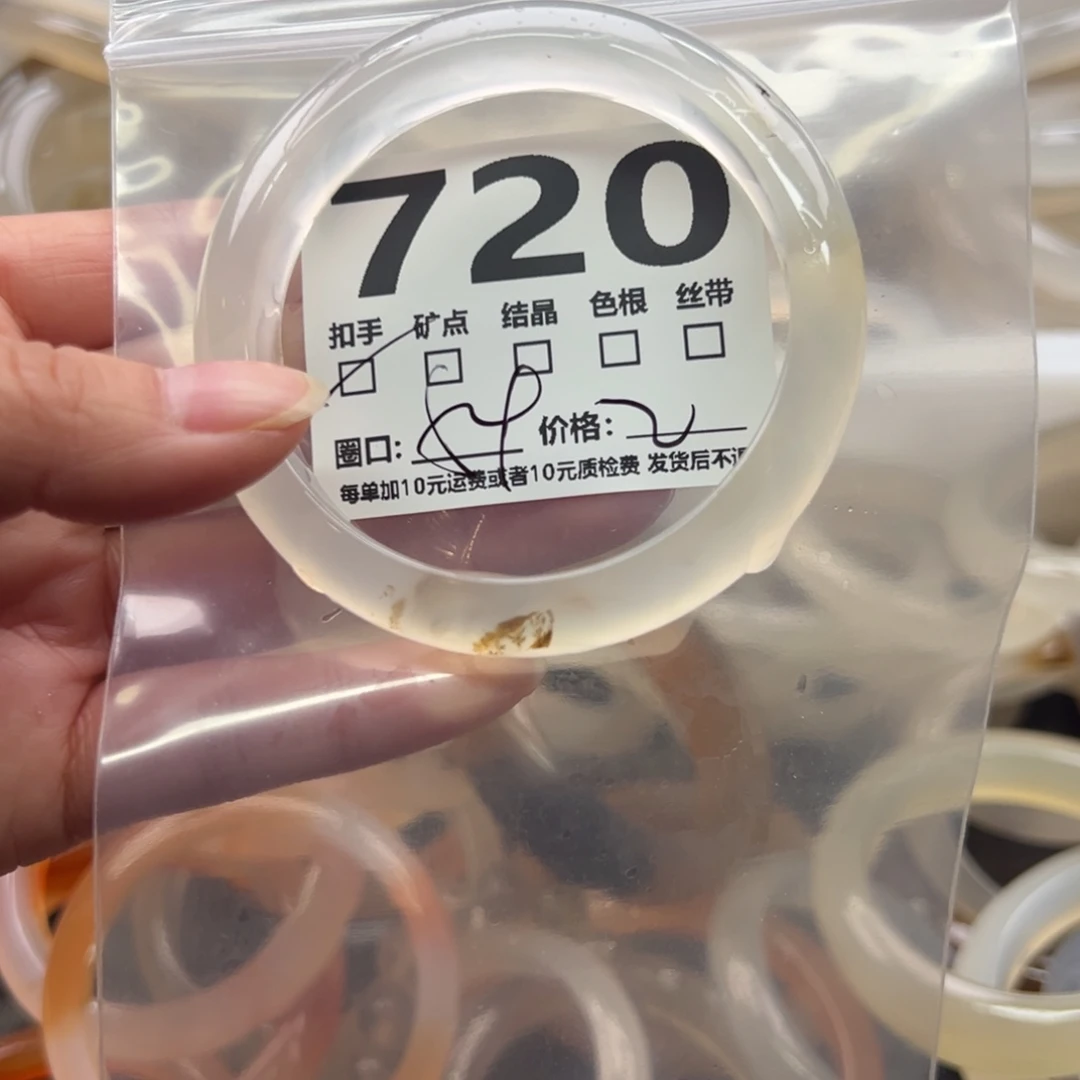 720
扣手 矿点 结晶 色根 丝带
圈口: 价格:
每单加10元运费或者10元质检费 发货后不退